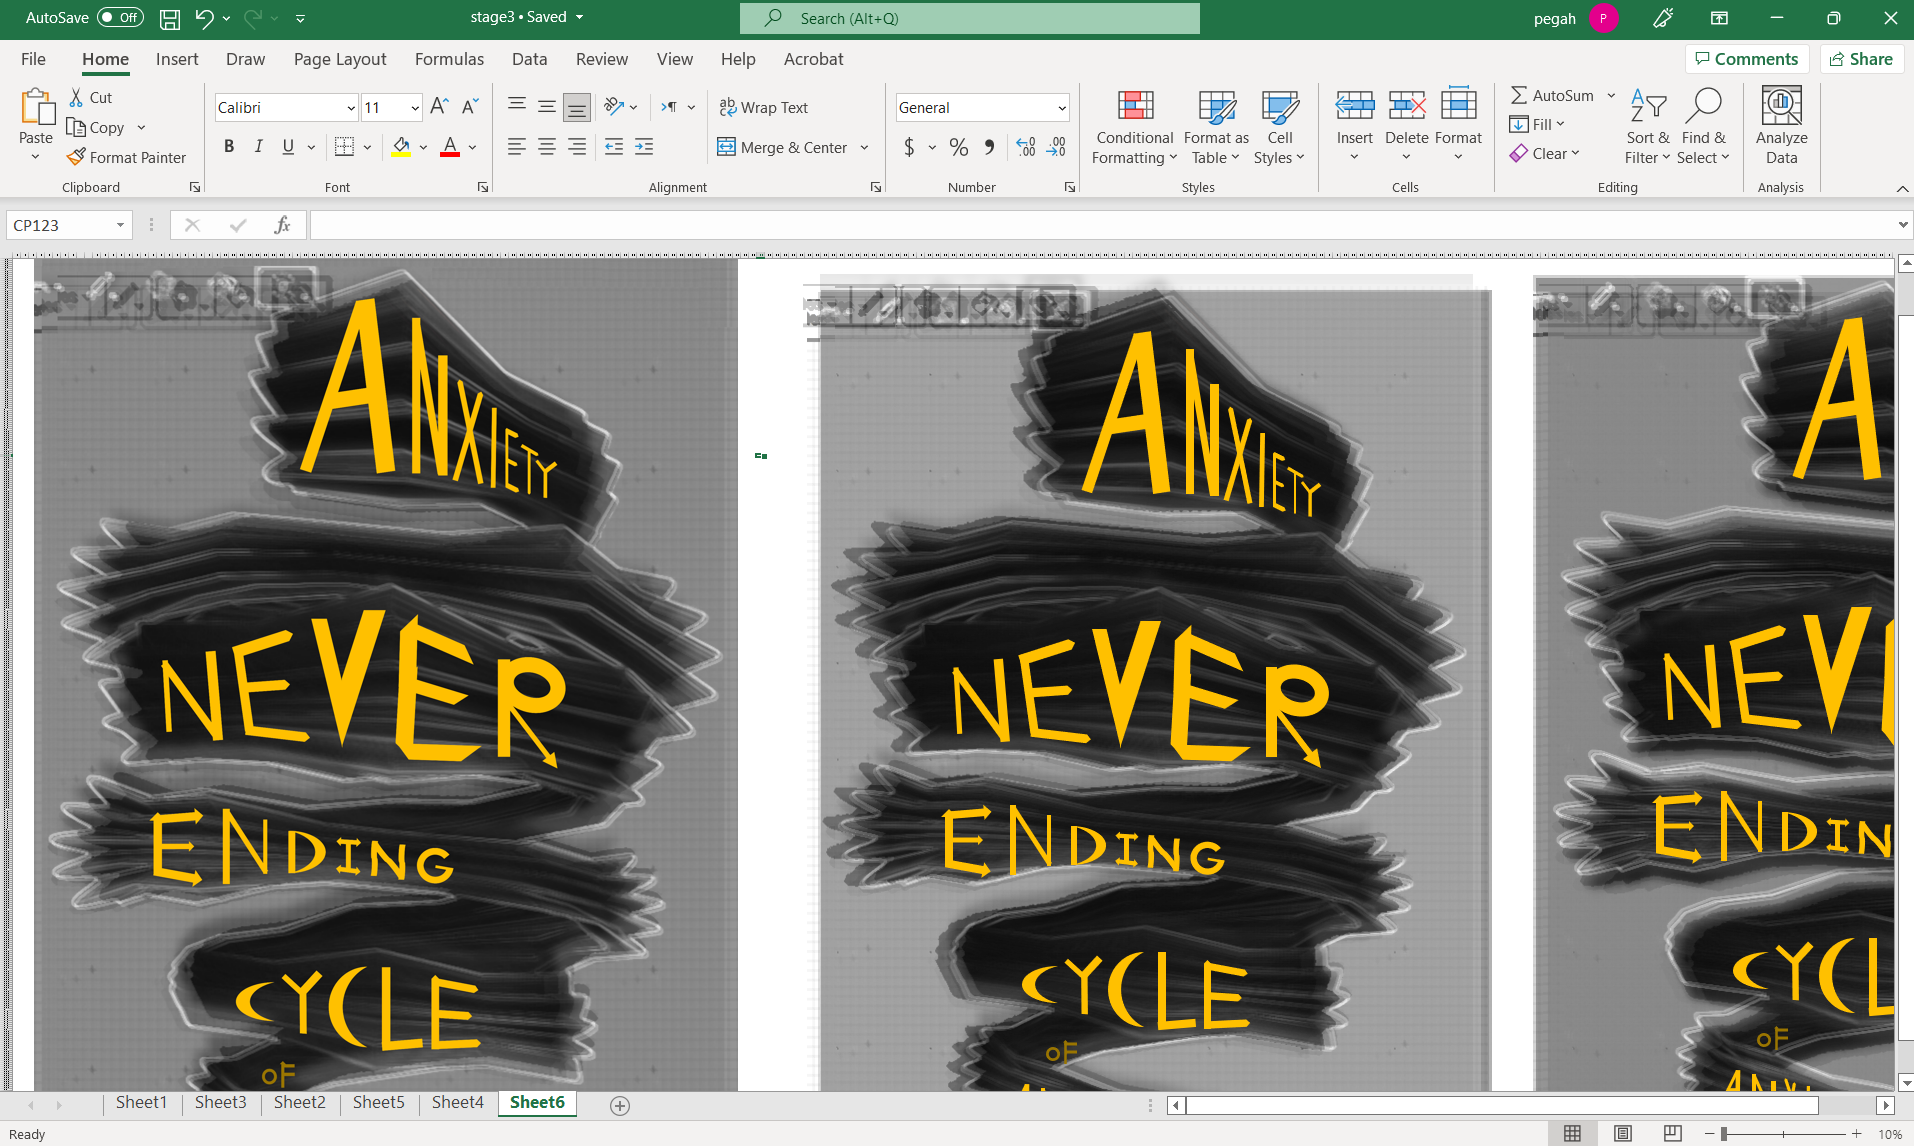 AutoSave Off stage3 • Saved Search (Alt+Q) pegah P
File Home Insert Draw Page Layout Formulas Data Review View Help Acrobat Comments Share
Paste Cut Copy Format Painter Clipboard
Calibri 11 B I U A Font
ab Wrap Text Merge & Center Alignment
General $ % Number
Conditional Formatting Format as Table Cell Styles Styles
Insert Delete Format Cells
AutoSum Fill Clear Sort & Filter Find & Select Editing
Analyze Data Analysis
CP123 fx
ANXIETY
NEVER
ENDING
CYCLE
OF
ANXIETY
NEVER
ENDING
CYCLE
OF
A
NEVE
ENDIN
CYCL
OF
ANXI
Sheet1 Sheet3 Sheet2 Sheet5 Sheet4 Sheet6
Ready 10%